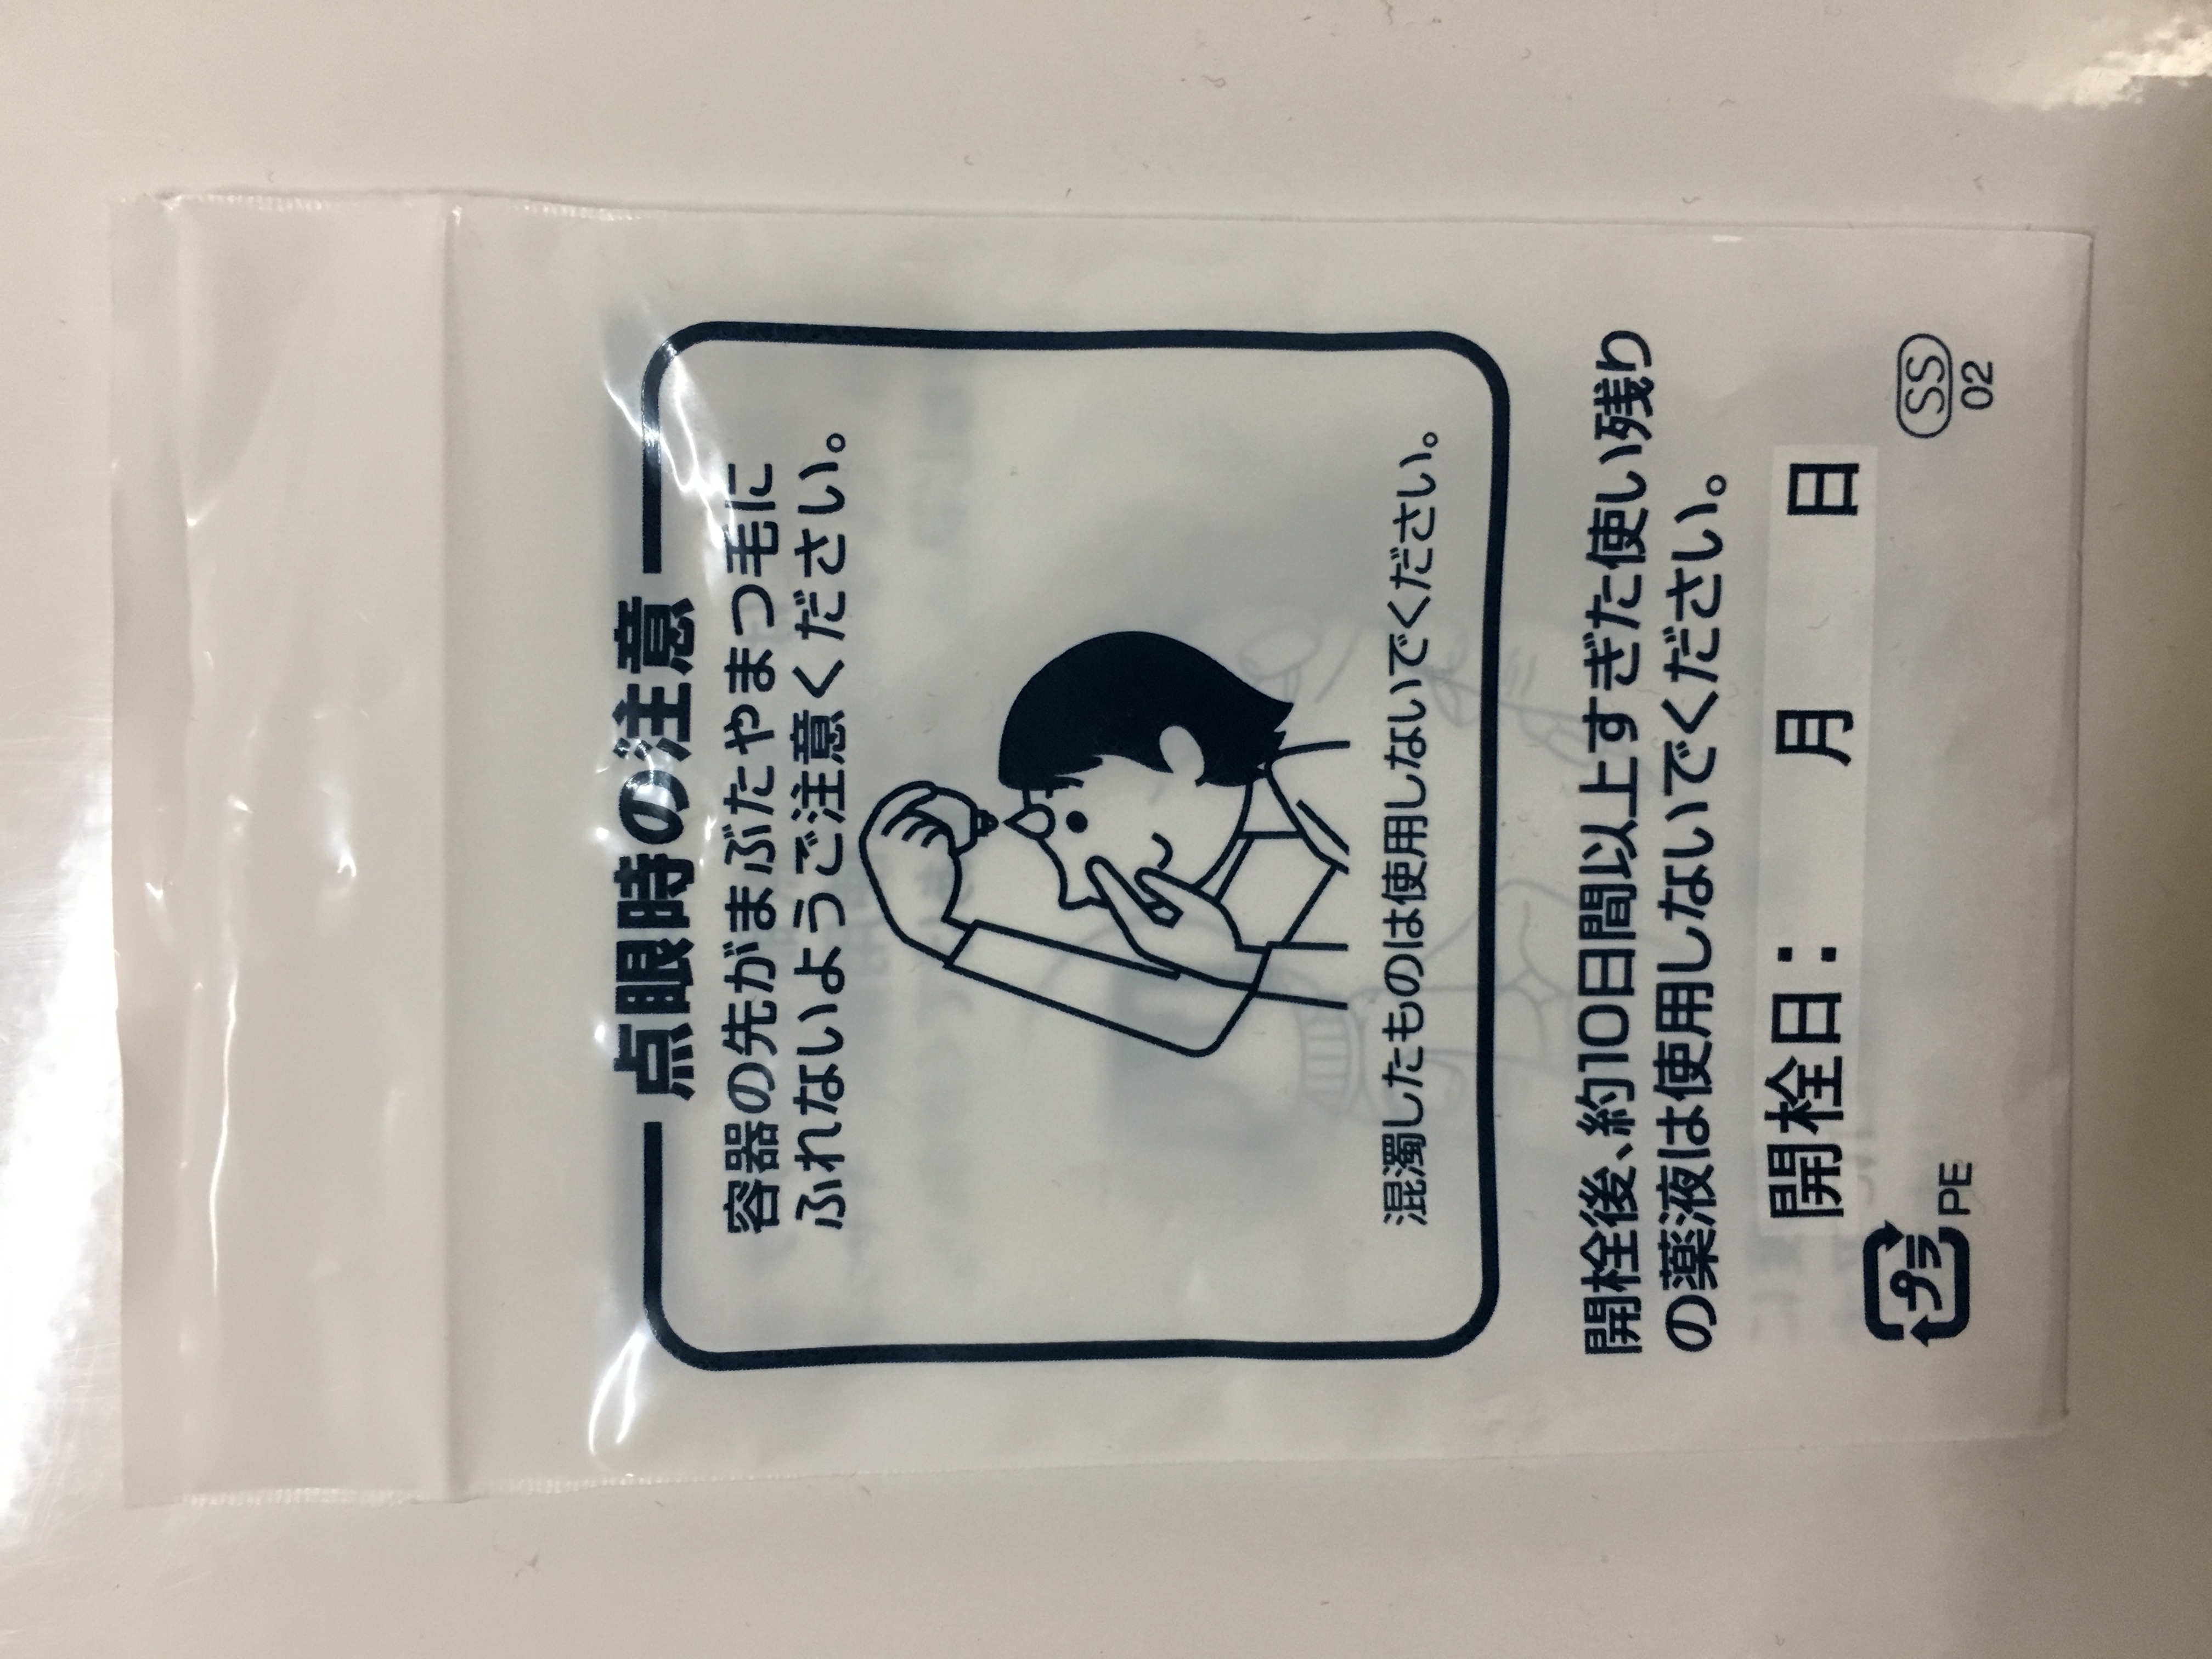 点眼時の注意
容器の先がまぶたやまつ毛に
ふれないようご注意ください。
混濁したものは使用しないでください。
開栓後、約10日間以上すぎた使い残り
の薬液は使用しないでください。
開栓日： 月 日
プラ PE
SS
02